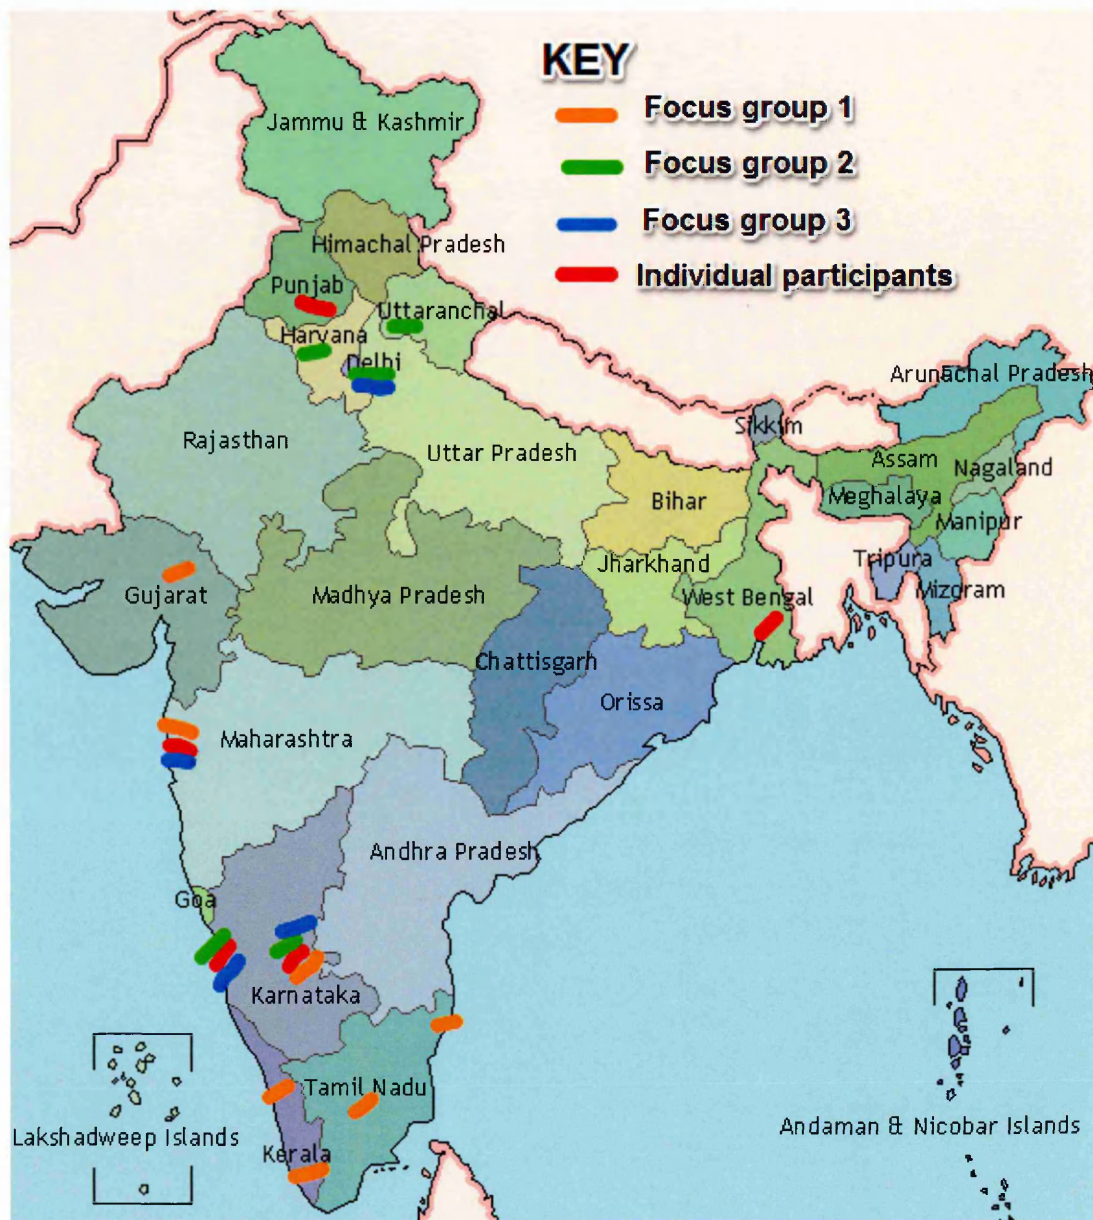 KEY
Focus group 1
Focus group 2
Focus group 3
Individual participants
Jammu & Kashmir
Himachal Pradesh
Punjab
Uttaranchal
Haryana
Delhi
Arunachal Pradesh
Sikkim
Rajasthan
Uttar Pradesh
Assam
Nagaland
Bihar
Meghalaya
Manipur
Jharkhand
Tripura
Gujarat
Madhya Pradesh
West Bengal
Mizoram
Chattisgarh
Orissa
Maharashtra
Andhra Pradesh
Goa
Karnataka
Tamil Nadu
Lakshadweep Islands
Andaman & Nicobar Islands
Kerala